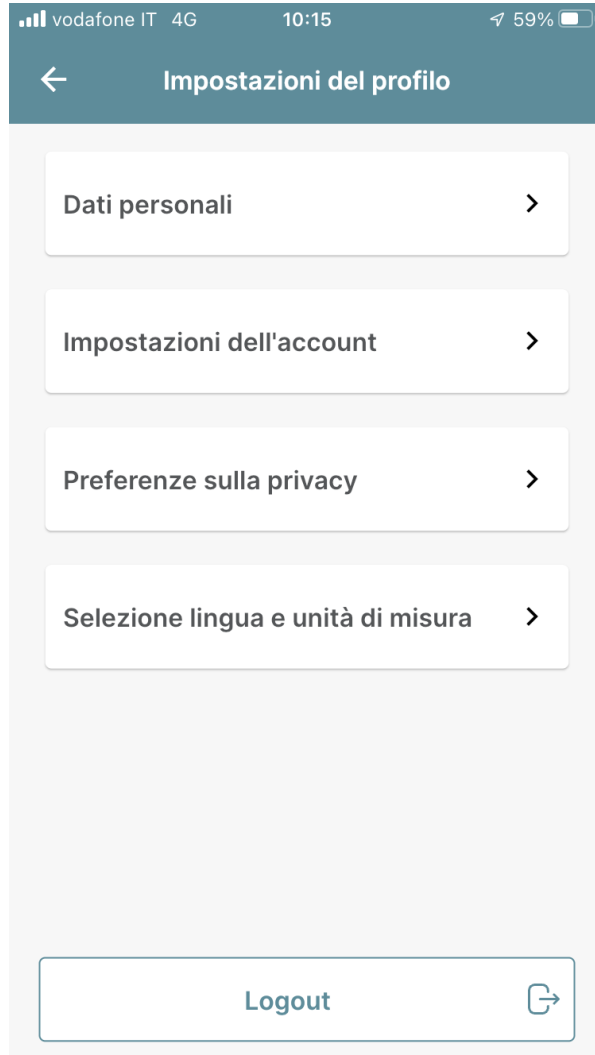 vodafone IT 4G 10:15 59%
Impostazioni del profilo
Dati personali
Impostazioni dell'account
Preferenze sulla privacy
Selezione lingua e unità di misura
Logout